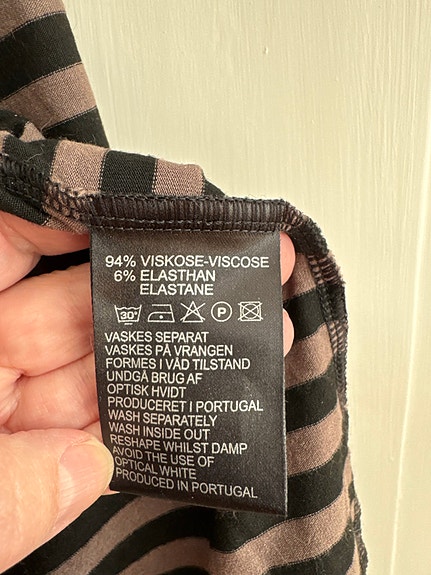 94% VISKOSE-VISCOSE
6% ELASTHAN
ELASTANE
30° P
VASKES SEPARAT
VASKES PÅ VRANGEN
FORMES I VÅD TILSTAND
UNDGÅ BRUG AF
OPTISK HVIDT
PRODUCERET I PORTUGAL
WASH SEPARATELY
WASH INSIDE OUT
RESHAPE WHILST DAMP
AVOID THE USE OF
OPTICAL WHITE
PRODUCED IN PORTUGAL